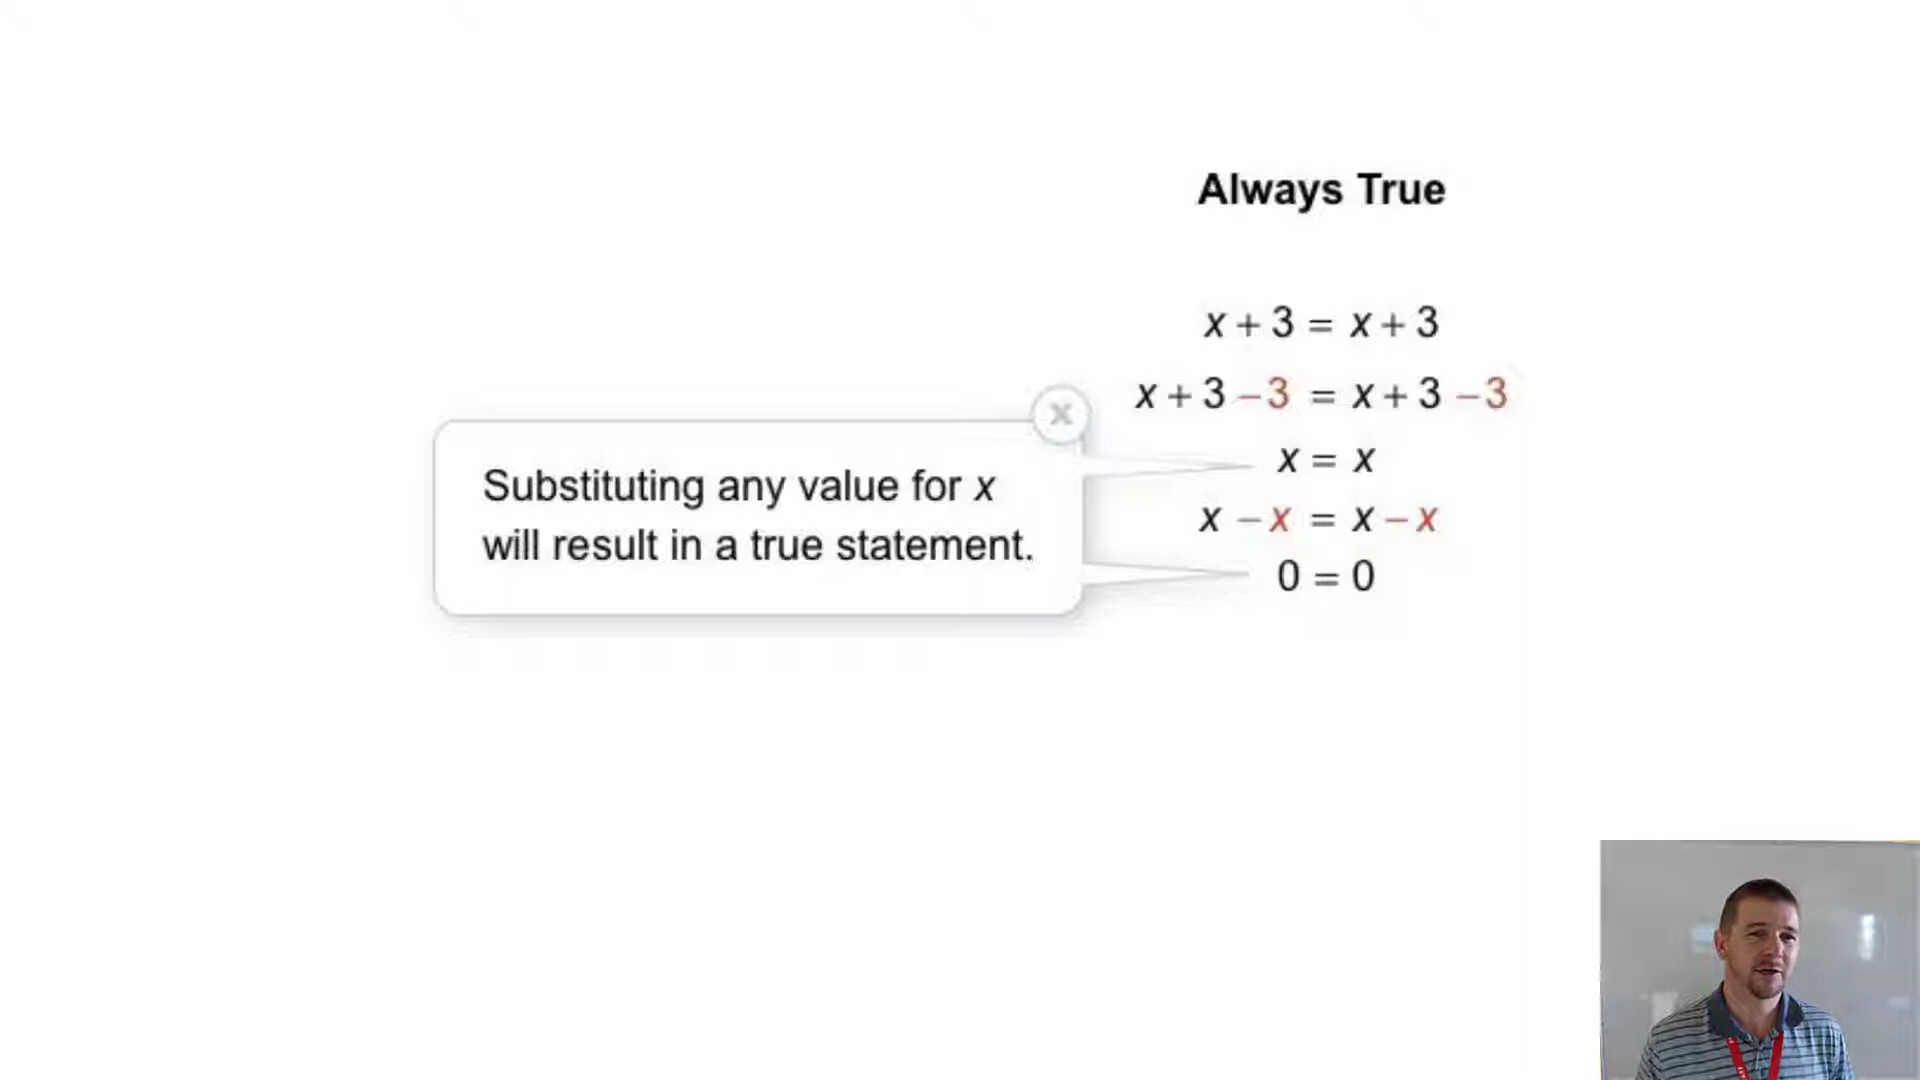 Always True
x + 3 = x + 3
x + 3 − 3 = x + 3 − 3
x
Substituting any value for x
will result in a true statement.
x = x
x − x = x − x
0 = 0